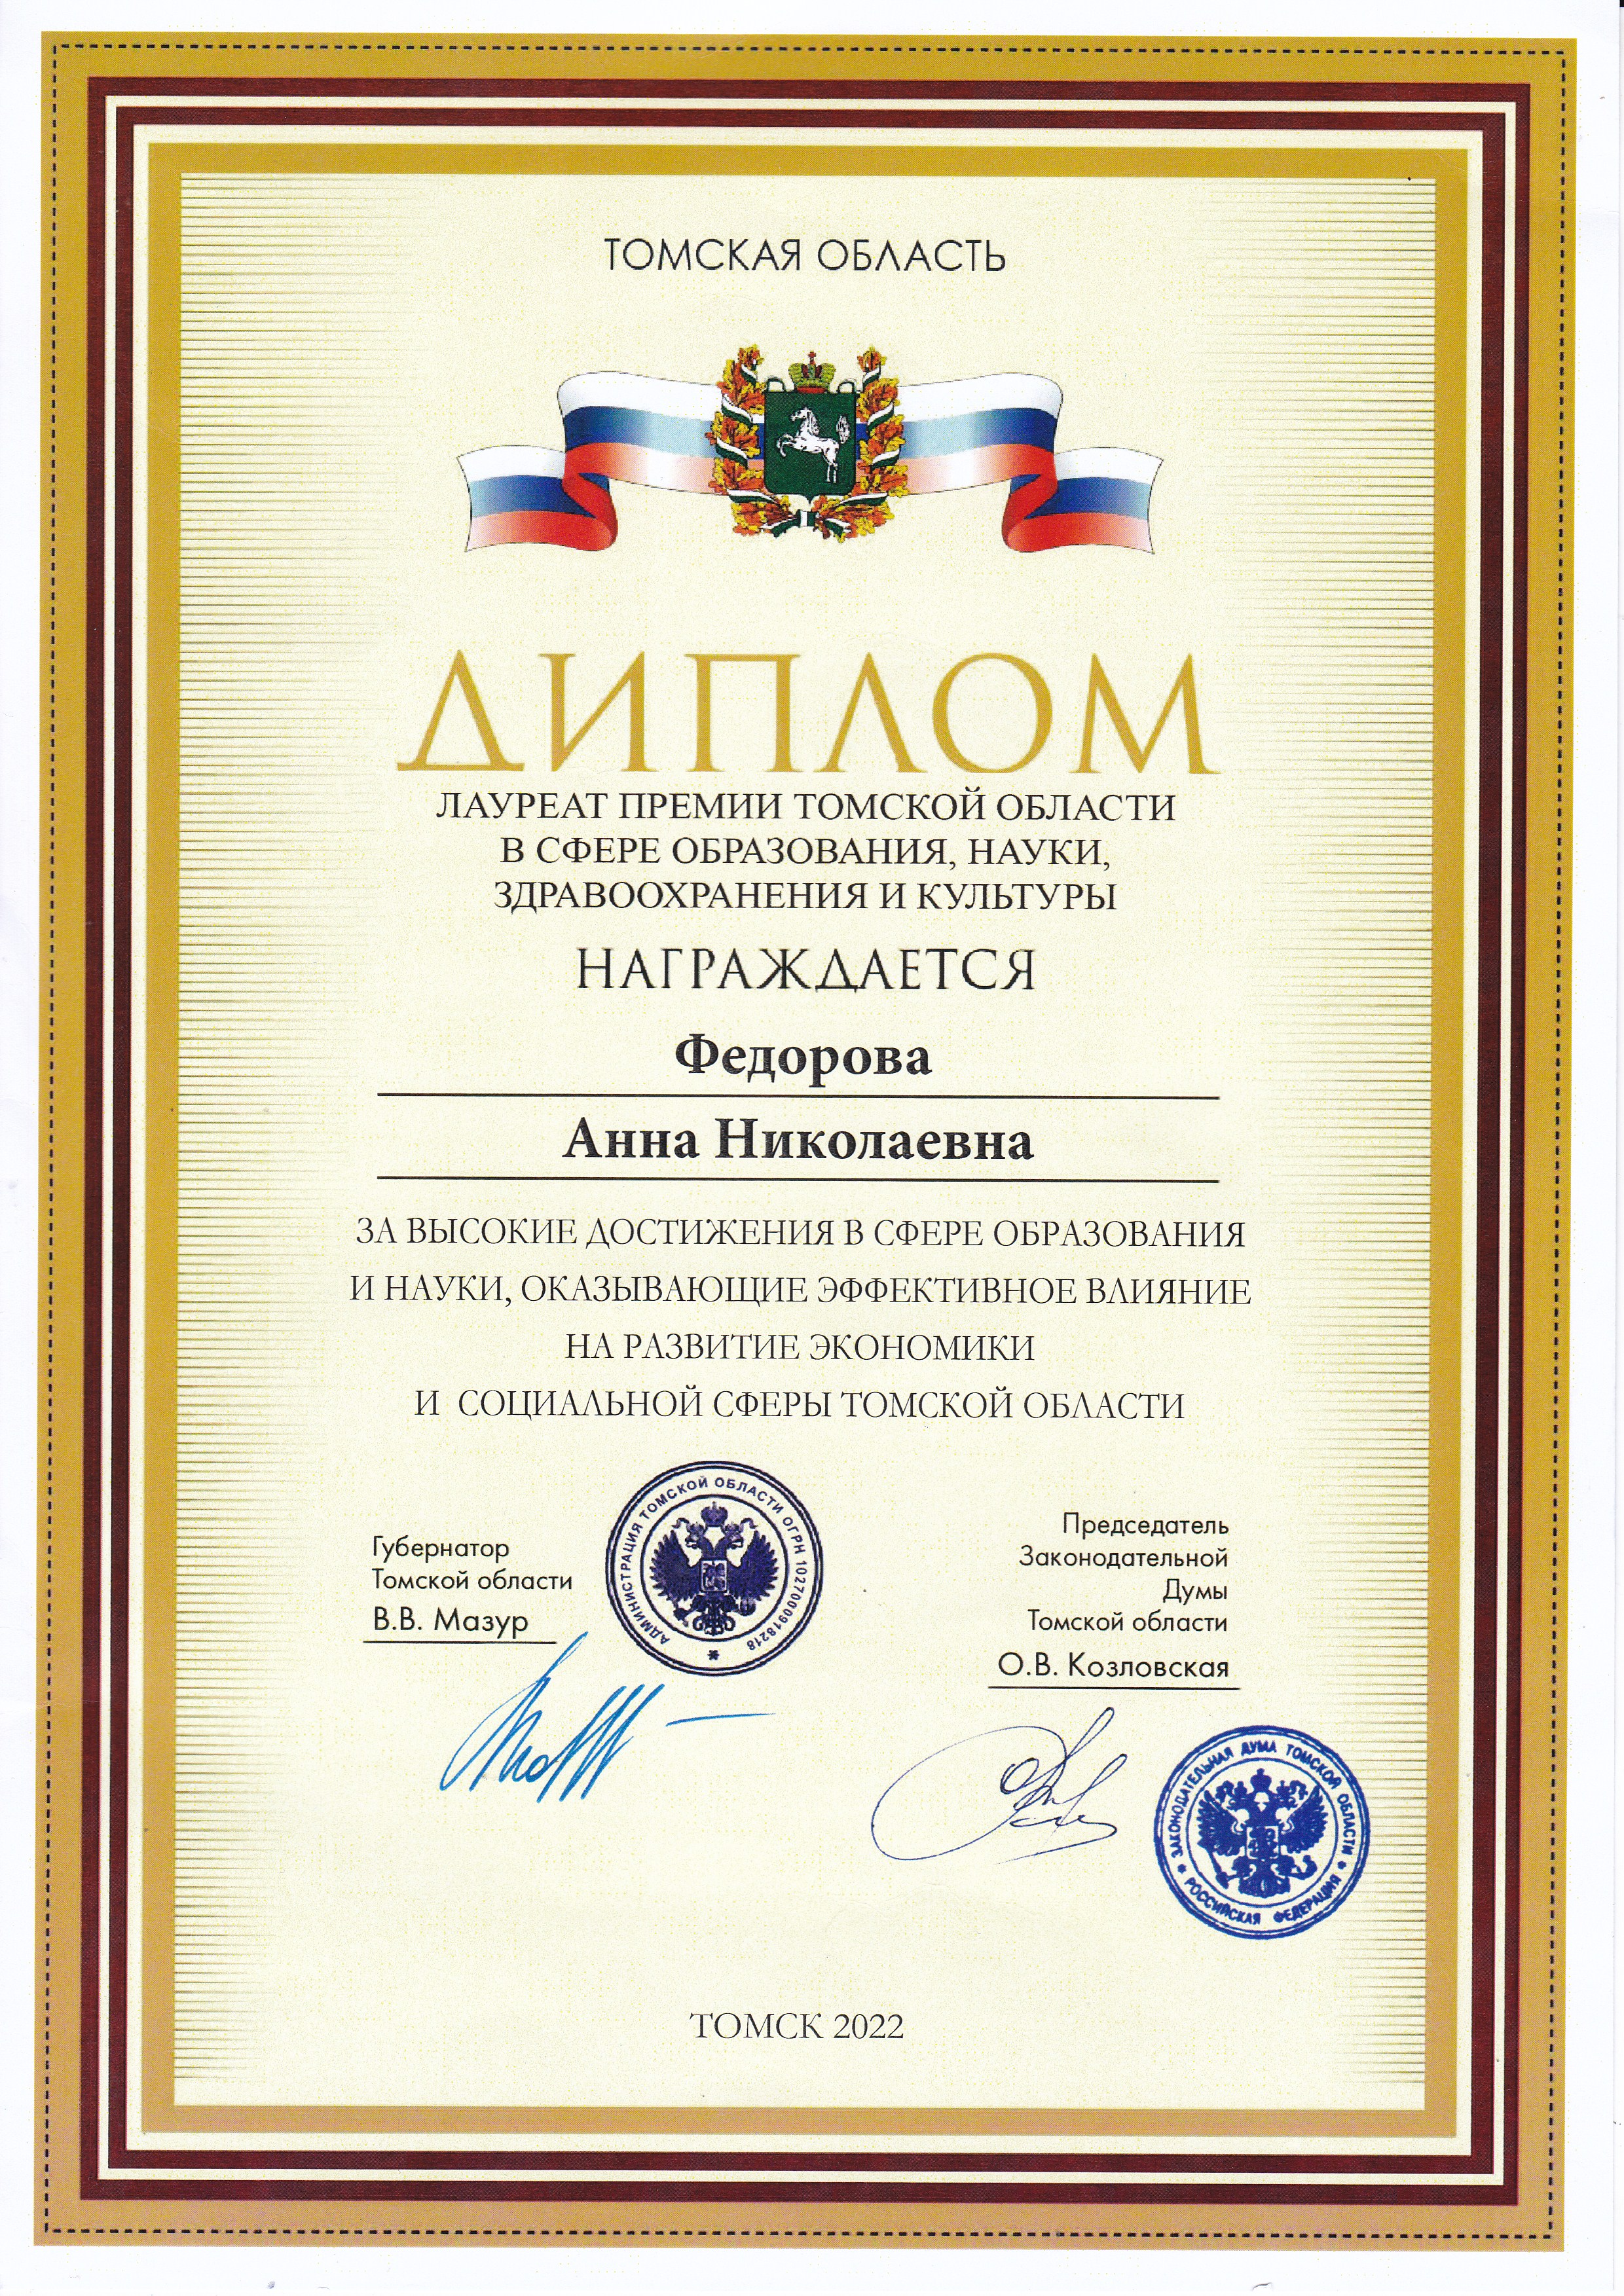 ТОМСКАЯ ОБЛАСТЬ
ДИПЛОМ
ЛАУРЕАТ ПРЕМИИ ТОМСКОЙ ОБЛАСТИ
В СФЕРЕ ОБРАЗОВАНИЯ, НАУКИ,
ЗДРАВООХРАНЕНИЯ И КУЛЬТУРЫ
НАГРАЖДАЕТСЯ
Федорова
Анна Николаевна
ЗА ВЫСОКИЕ ДОСТИЖЕНИЯ В СФЕРЕ ОБРАЗОВАНИЯ
И НАУКИ, ОКАЗЫВАЮЩИЕ ЭФФЕКТИВНОЕ ВЛИЯНИЕ
НА РАЗВИТИЕ ЭКОНОМИКИ
И СОЦИАЛЬНОЙ СФЕРЫ ТОМСКОЙ ОБЛАСТИ
Губернатор
Томской области
В.В. Мазур
АДМИНИСТРАЦИЯ ТОМСКОЙ ОБЛАСТИ ОГРН 1027000918218
Председатель
Законодательной
Думы
Томской области
О.В. Козловская
ЗАКОНОДАТЕЛЬНАЯ ДУМА ТОМСКОЙ ОБЛАСТИ
РОССИЙСКАЯ ФЕДЕРАЦИЯ
ТОМСК 2022